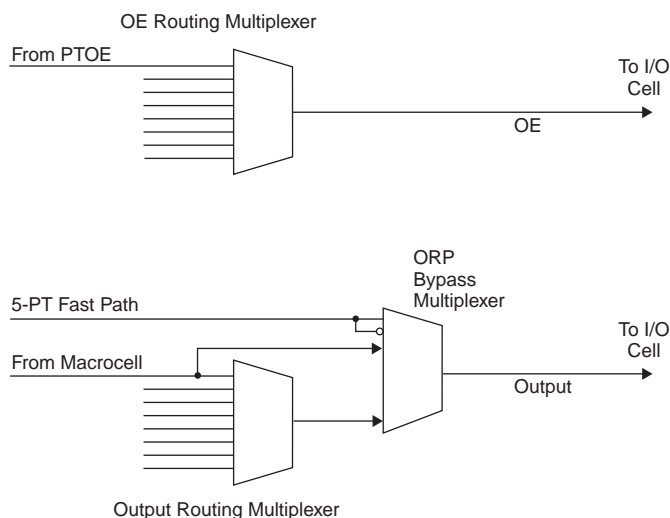 OE Routing Multiplexer
From PTOE
To I/O
Cell
OE
ORP
Bypass
Multiplexer
5-PT Fast Path
To I/O
Cell
From Macrocell
Output
Output Routing Multiplexer